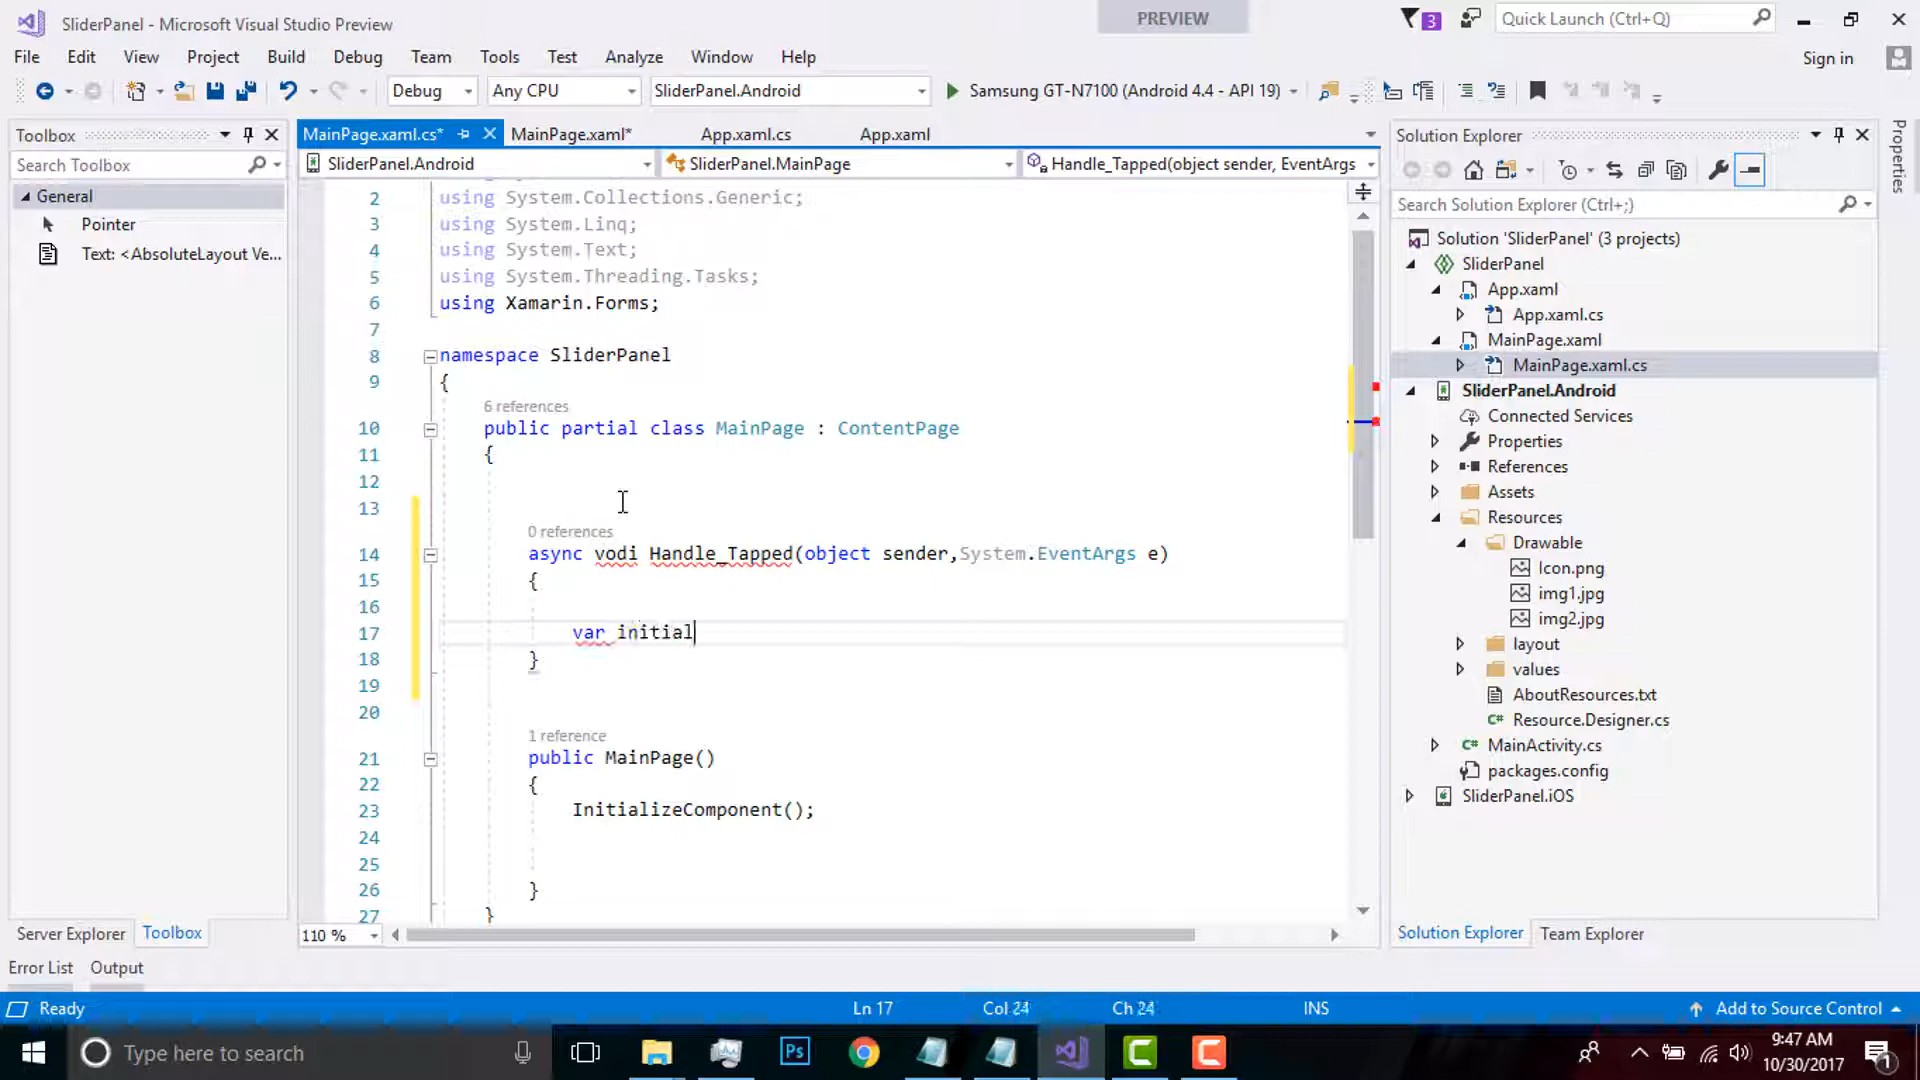 SliderPanel - Microsoft Visual Studio Preview
PREVIEW
3
Quick Launch (Ctrl+Q)
File Edit View Project Build Debug Team Tools Test Analyze Window Help
Sign in
Debug Any CPU SliderPanel.Android Samsung GT-N7100 (Android 4.4 - API 19)
Toolbox
Search Toolbox
General
Pointer
Text: <AbsoluteLayout Ve...
MainPage.xaml.cs* MainPage.xaml* App.xaml.cs App.xaml
SliderPanel.Android SliderPanel.MainPage Handle_Tapped(object sender, EventArgs
2 using System.Collections.Generic;
3 using System.Linq;
4 using System.Text;
5 using System.Threading.Tasks;
6 using Xamarin.Forms;
7
8 namespace SliderPanel
9 {
6 references
10 public partial class MainPage : ContentPage
11 {
12
13
0 references
14 async vodi Handle_Tapped(object sender,System.EventArgs e)
15 {
16
17 var initial
18 }
19
20
1 reference
21 public MainPage()
22 {
23 InitializeComponent();
24
25
26 }
27 }
110 %
Solution Explorer
Search Solution Explorer (Ctrl+;)
Solution 'SliderPanel' (3 projects)
SliderPanel
App.xaml
App.xaml.cs
MainPage.xaml
MainPage.xaml.cs
SliderPanel.Android
Connected Services
Properties
References
Assets
Resources
Drawable
Icon.png
img1.jpg
img2.jpg
layout
values
AboutResources.txt
Resource.Designer.cs
MainActivity.cs
packages.config
SliderPanel.iOS
Solution Explorer Team Explorer
Properties
Server Explorer Toolbox
Error List Output
Ready Ln 17 Col 24 Ch 24 INS Add to Source Control
Type here to search
Ps
9:47 AM
10/30/2017
1